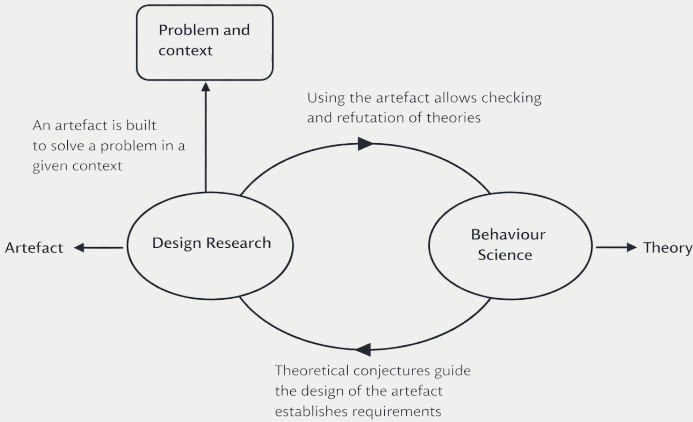 Problem and
context
Using the artefact allows checking
and refutation of theories
An artefact is built
to solve a problem in a
given context
Artefact
Design Research
Behaviour
Science
Theory
Theoretical conjectures guide
the design of the artefact
establishes requirements